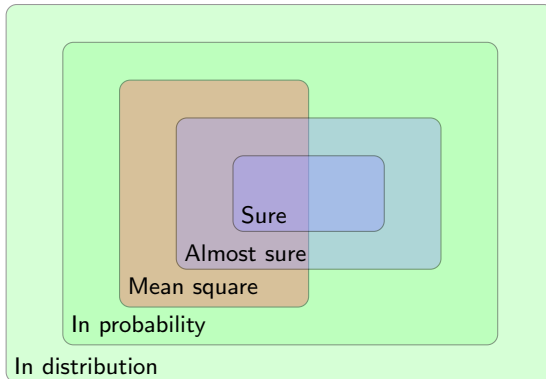 Sure
Almost sure
Mean square
In probability
In distribution